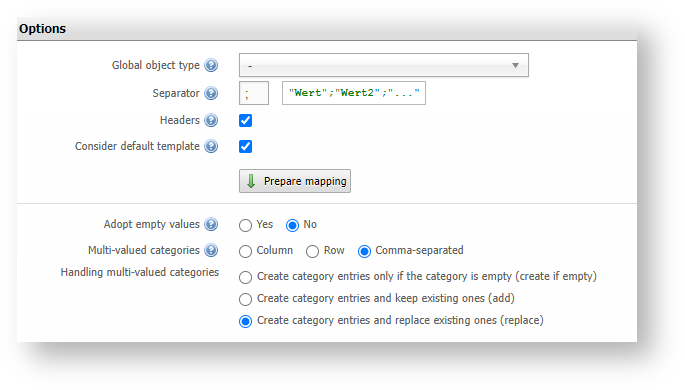 Options
Global object type ? -
Separator ? ; "Wert";"Wert2";"..."
Headers ?
Consider default template ?
Prepare mapping
Adopt empty values ? Yes No
Multi-valued categories ? Column Row Comma-separated
Handling multi-valued categories Create category entries only if the category is empty (create if empty)
Create category entries and keep existing ones (add)
Create category entries and replace existing ones (replace)